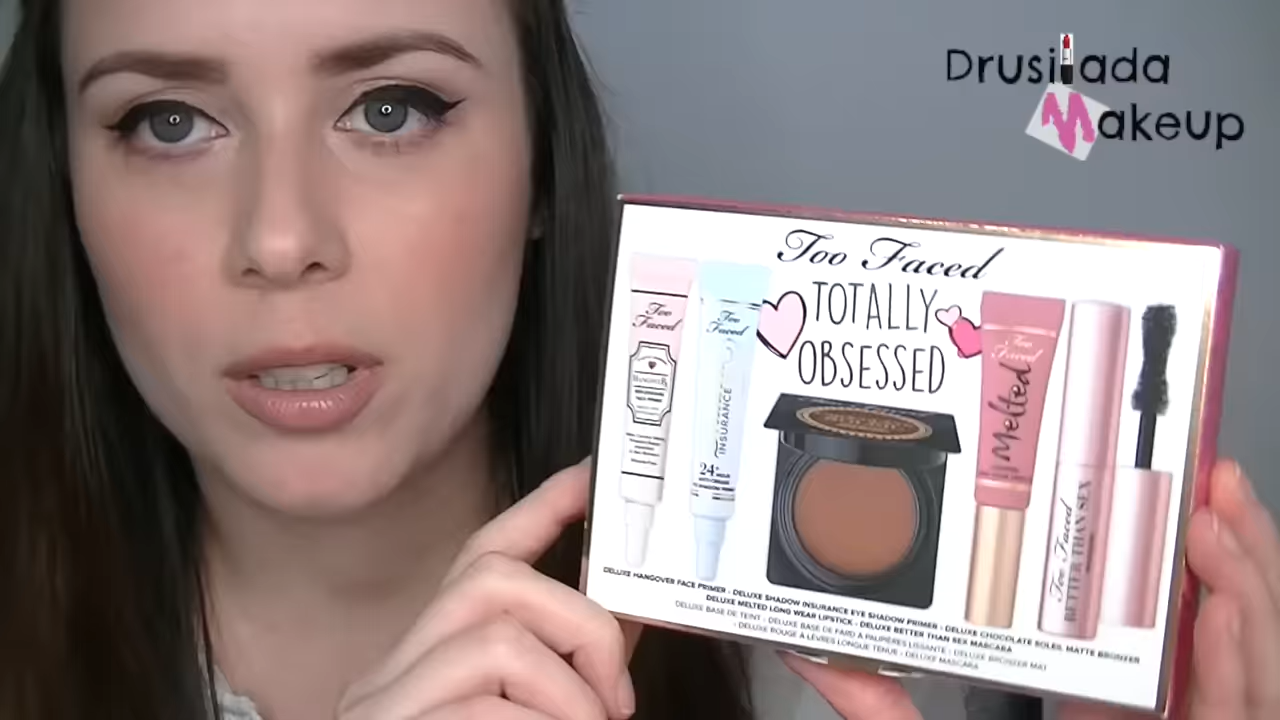 Drusillada
Makeup
Too Faced
TOTALLY
OBSESSED
Too
Faced
HANGOVER
Too
Faced
INSURANCE
24
Too
Faced
Melted
Too Faced
BETTER THAN SEX
DELUXE HANGOVER FACE PRIMER - DELUXE SHADOW INSURANCE EYE SHADOW PRIMER - DELUXE CHOCOLATE SOLEIL MATTE BRONZER
DELUXE MELTED LONG WEAR LIPSTICK - DELUXE BETTER THAN SEX MASCARA
DELUXE BASE DE TEINT - DELUXE BASE DE FARD À PAUPIÈRES LISSANTE - DELUXE BRONZER MAT
- DELUXE ROUGE À LÈVRES LONGUE TENUE - DELUXE MASCARA